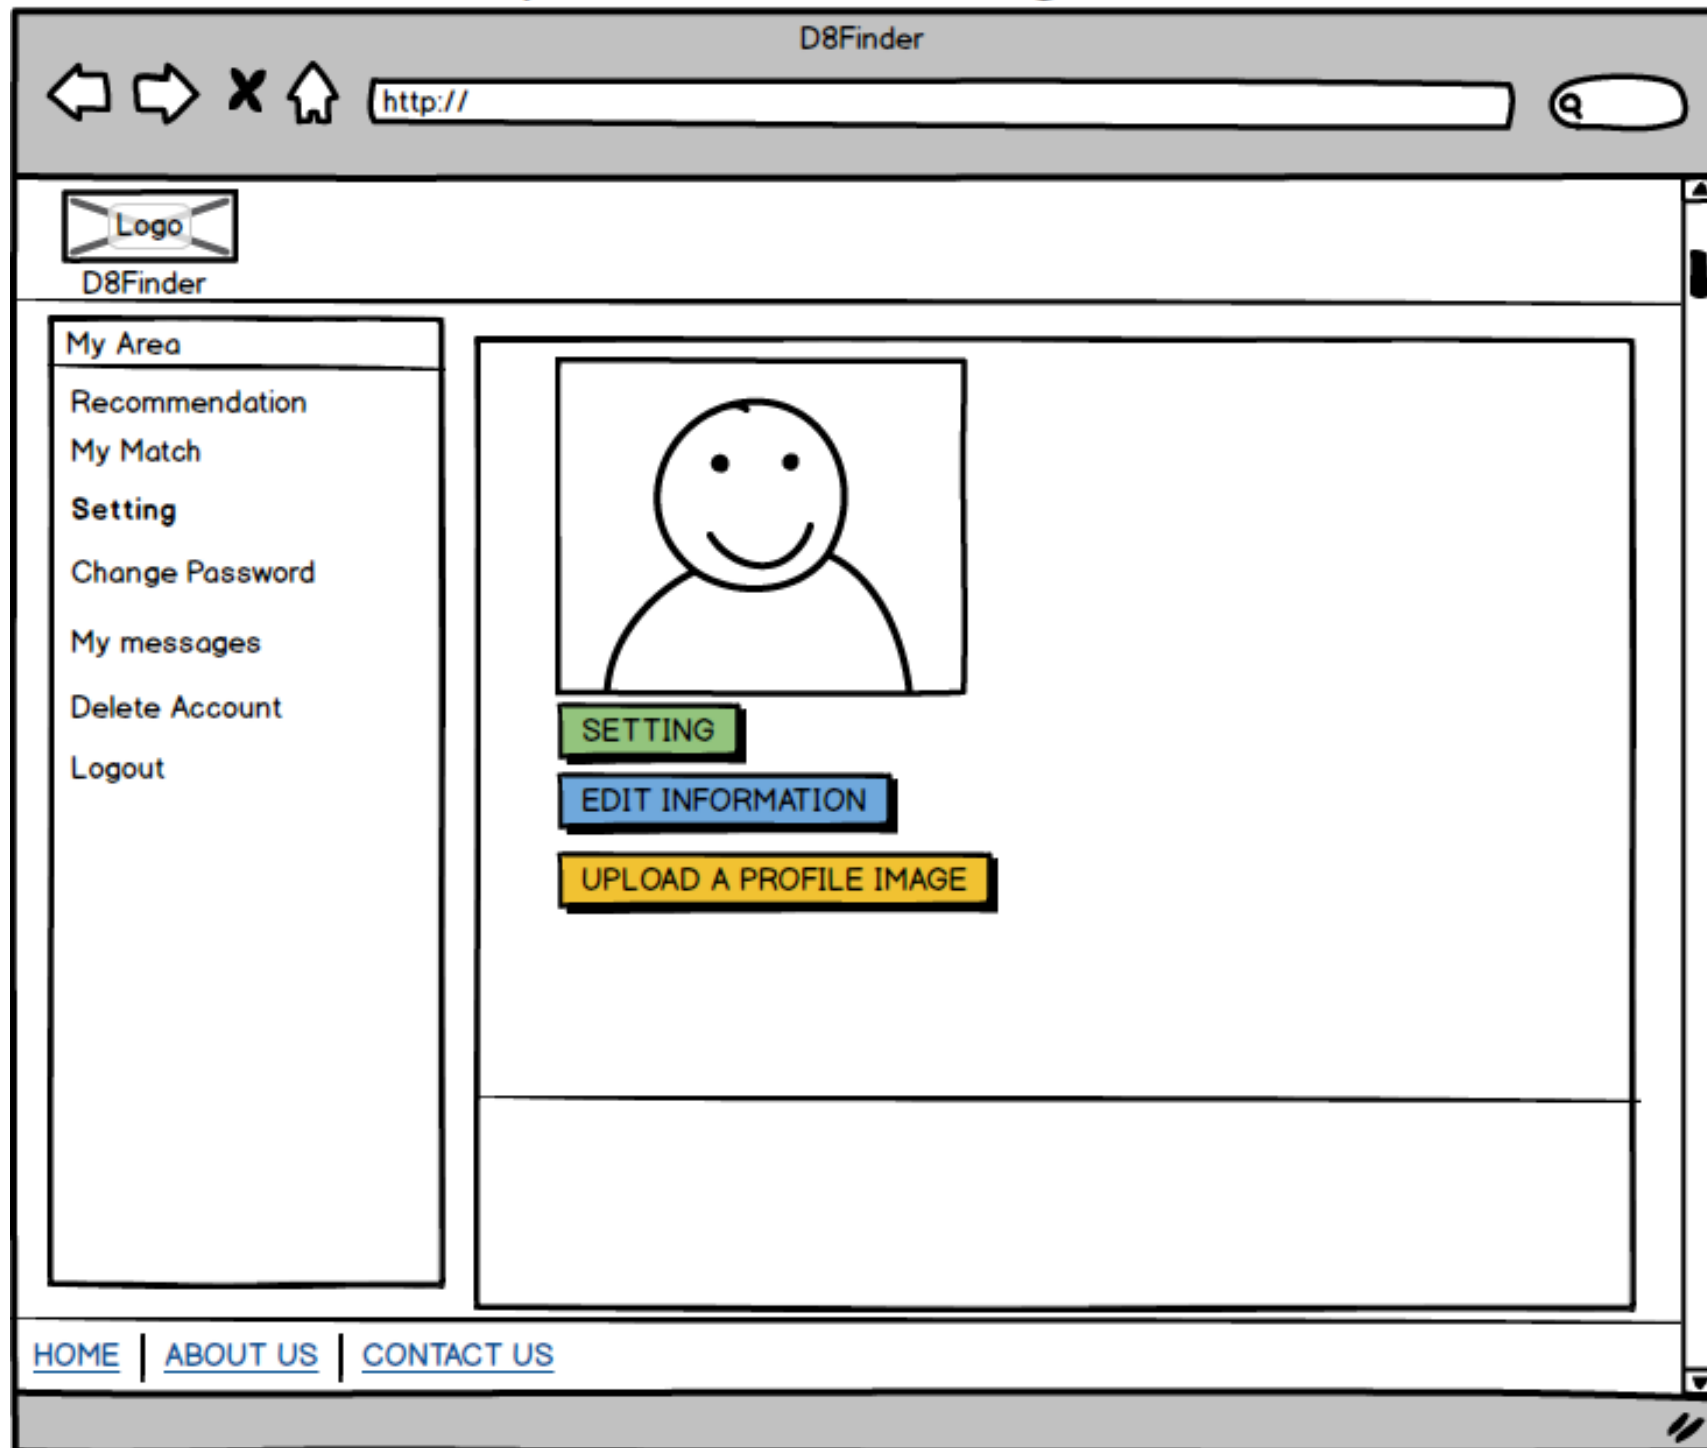 D8Finder
http://
Logo
D8Finder
My Area
Recommendation
My Match
Setting
Change Password
My messages
Delete Account
Logout
SETTING
EDIT INFORMATION
UPLOAD A PROFILE IMAGE
HOME | ABOUT US | CONTACT US